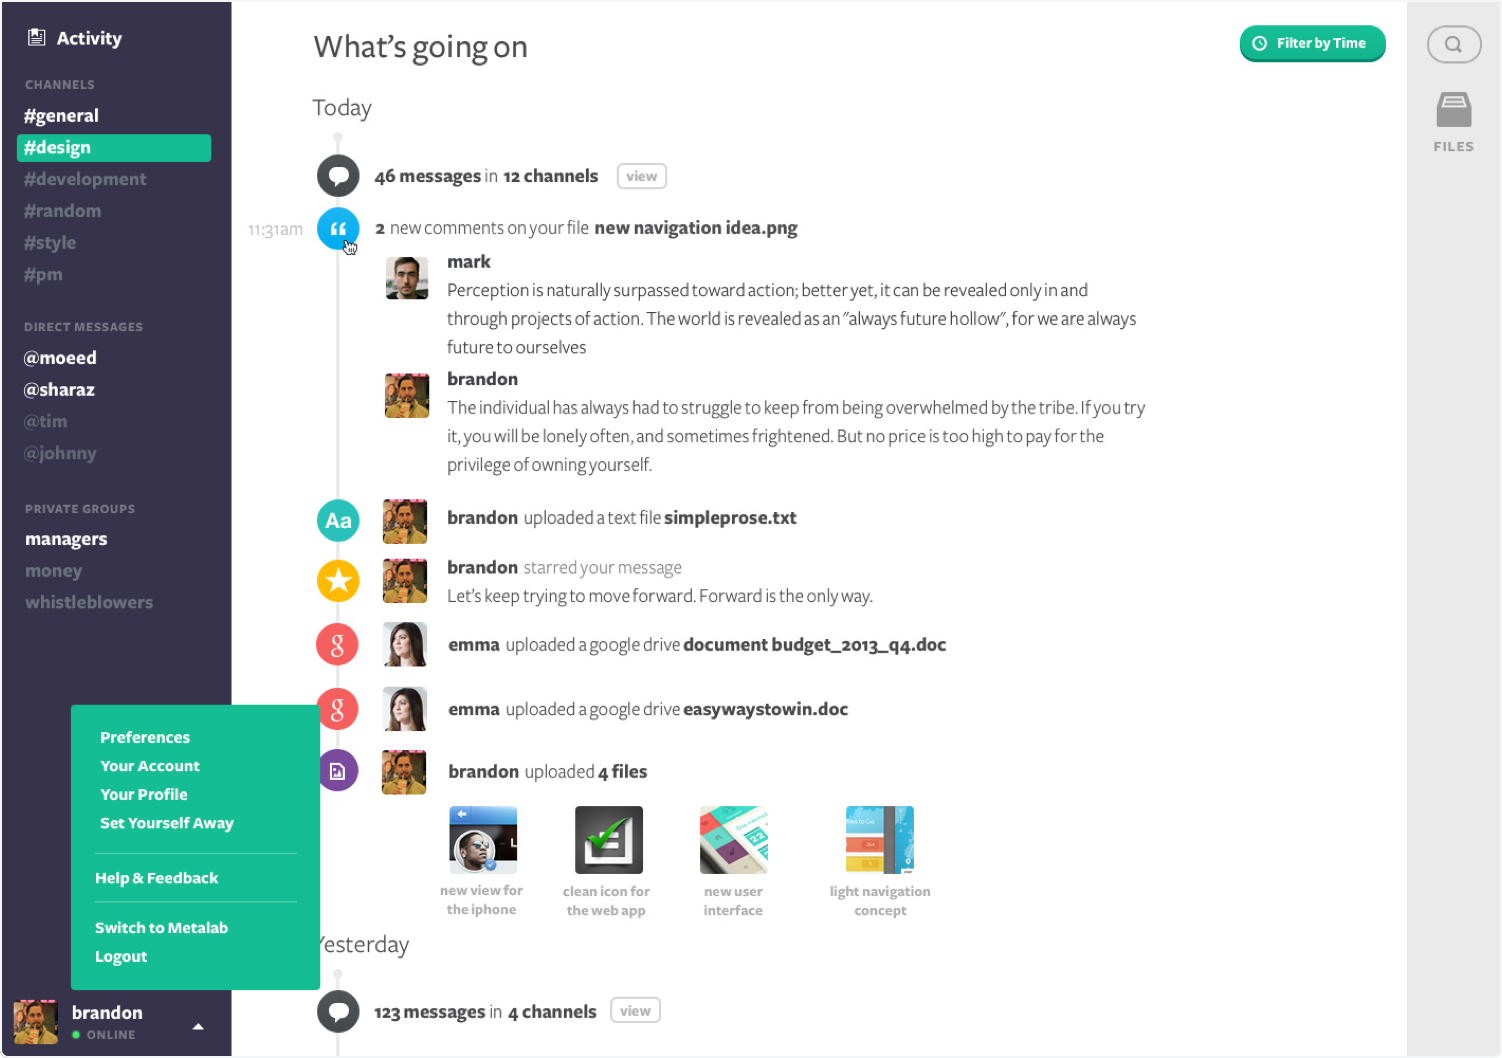 Activity
CHANNELS
#general
#design
#development
#random
#style
#pm
DIRECT MESSAGES
@moeed
@sharaz
@tim
@johnny
PRIVATE GROUPS
managers
money
whistleblowers
Preferences
Your Account
Your Profile
Set Yourself Away
Help & Feedback
Switch to Metalab
Logout
brandon
ONLINE
What's going on
Filter by Time
FILES
Today
46 messages in 12 channels view
11:31am “ 2 new comments on your file new navigation idea.png
mark
Perception is naturally surpassed toward action; better yet, it can be revealed only in and
through projects of action. The world is revealed as an "always future hollow", for we are always
future to ourselves
brandon
The individual has always had to struggle to keep from being overwhelmed by the tribe. If you try
it, you will be lonely often, and sometimes frightened. But no price is too high to pay for the
privilege of owning yourself.
Aa brandon uploaded a text file simpleprose.txt
brandon starred your message
Let's keep trying to move forward. Forward is the only way.
g emma uploaded a google drive document budget_2013_q4.doc
g emma uploaded a google drive easywaystowin.doc
brandon uploaded 4 files
22
new view for
the iphone
clean icon for
the web app
new user
interface
light navigation
concept
Yesterday
123 messages in 4 channels view